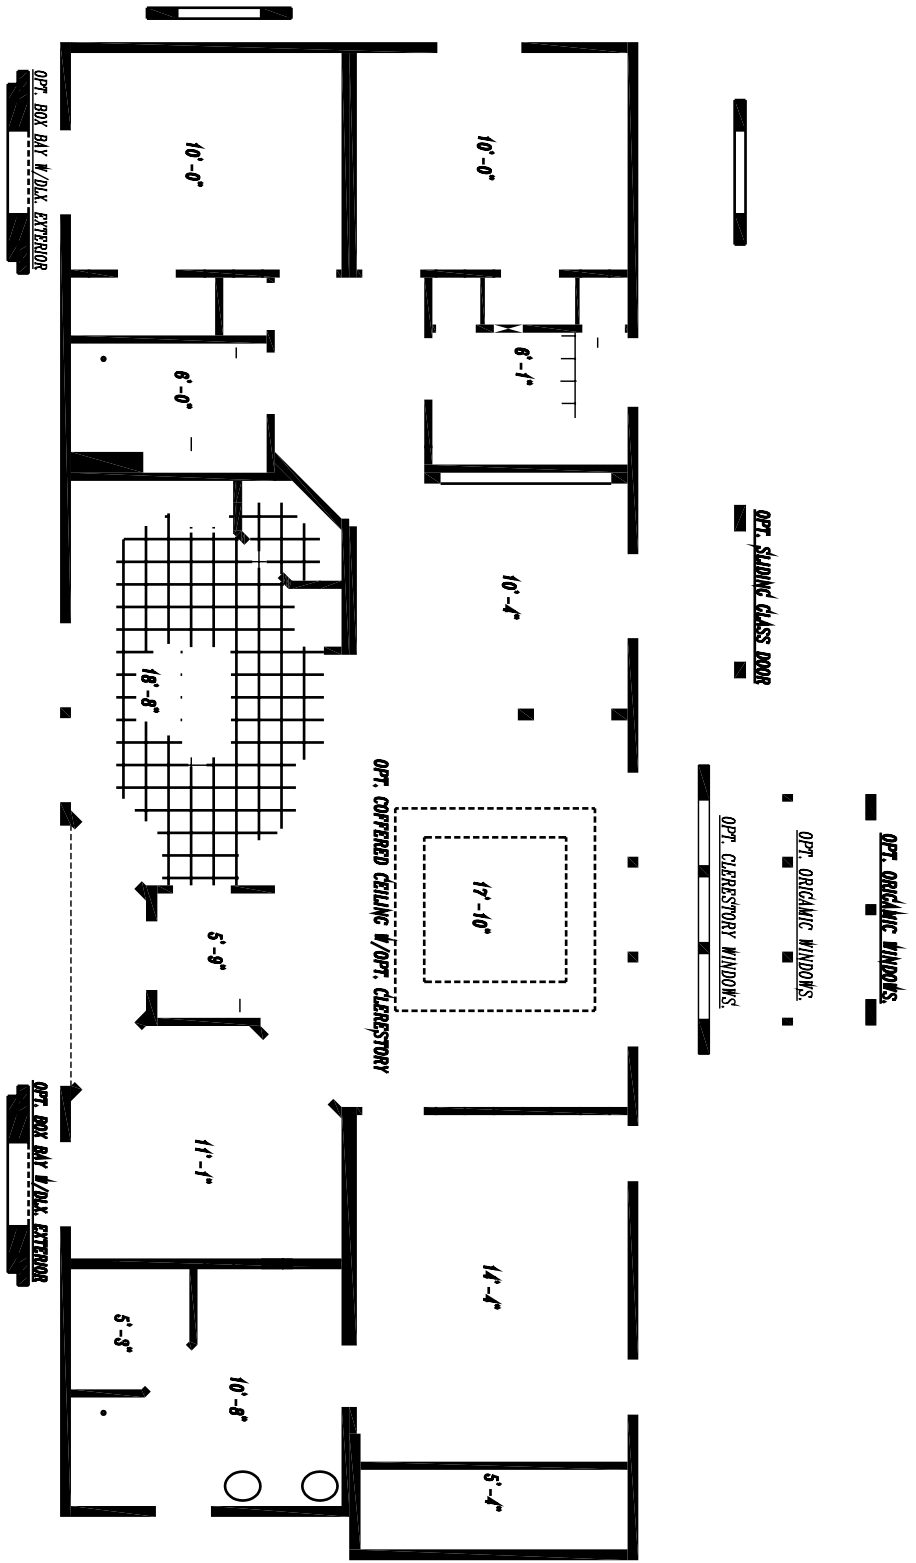 OPT. BOX BAY W/DLX. EXTERIOR
10'-0"
10'-0"
6'-0"
6'-1"
10'-4"
OPT. SLIDING GLASS DOOR
18'-8"
OPT. COFFERED CEILING W/OPT. CLERESTORY
17'-10"
OPT. CLERESTORY WINDOWS.
OPT. ORIGAMIC WINDOWS.
OPT. ORIGAMIC WINDOWS.
5'-9"
OPT. BOX BAY W/DLX. EXTERIOR
11'-1"
14'-4"
5'-3"
10'-8"
5'-4"